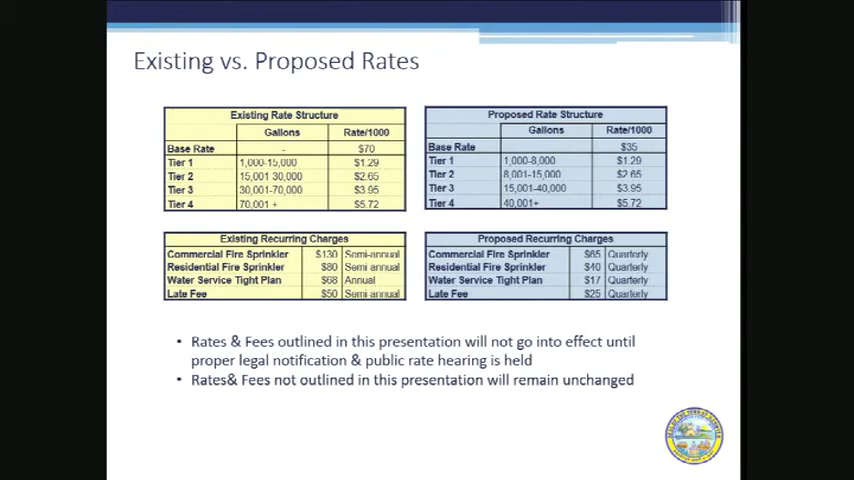 Existing vs. Proposed Rates
Existing Rate Structure
Gallons Rate/1000
Base Rate - $70
Tier 1 1,000-15,000 $1.29
Tier 2 15,001 30,000 $2.65
Tier 3 30,001-70,000 $3.95
Tier 4 70,001 + $5.72
Proposed Rate Structure
Gallons Rate/1000
Base Rate $35
Tier 1 1,000-8,000 $1.29
Tier 2 8,001-15,000 $2.65
Tier 3 15,001-40,000 $3.95
Tier 4 40,001+ $5.72
Existing Recurring Charges
Commercial Fire Sprinkler $130 Semi-annual
Residential Fire Sprinkler $80 Semi annual
Water Service Tight Plan $68 Annual
Late Fee $50 Semi-annual
Proposed Recurring Charges
Commercial Fire Sprinkler $65 Quarterly
Residential Fire Sprinkler $40 Quarterly
Water Service Tight Plan $17 Quarterly
Late Fee $25 Quarterly
• Rates & Fees outlined in this presentation will not go into effect until
proper legal notification & public rate hearing is held
• Rates& Fees not outlined in this presentation will remain unchanged